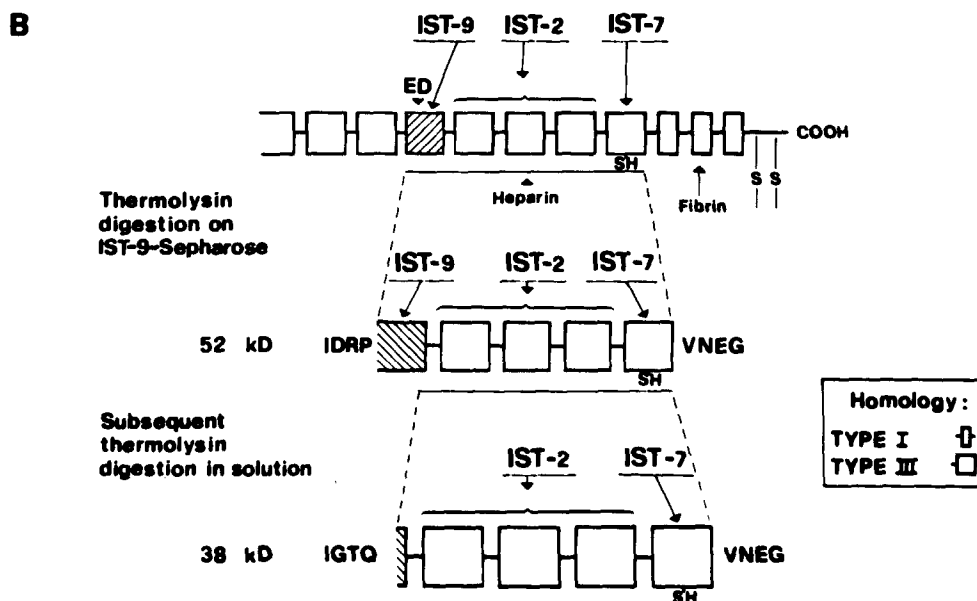 B
IST-9 IST-2 IST-7
ED
COOH
SH
S S
Heparin
Fibrin
Thermolysin
digestion on
IST-9-Sepharose
IST-9 IST-2 IST-7
52 kD IDRP VNEG
SH
Subsequent
thermolysin
digestion in solution
IST-2 IST-7
38 kD IGTQ VNEG
SH
Homology:
TYPE I
TYPE III